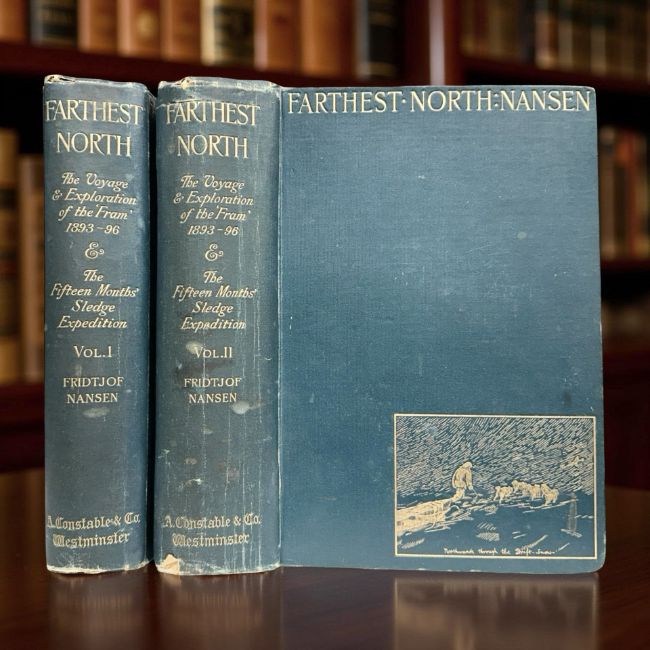 FARTHEST
NORTH
The Voyage
& Exploration
of the 'Fram'
1893-96
&
The
Fifteen Months'
Sledge
Expedition
VOL. I
FRIDTJOF
NANSEN
A. Constable & Co.
Westminster
FARTHEST
NORTH
The Voyage
& Exploration
of the 'Fram'
1893-96
&
The
Fifteen Months'
Sledge
Expedition
VOL. II
FRIDTJOF
NANSEN
A. Constable & Co.
Westminster
FARTHEST·NORTH:NANSEN
Northwards through the Drift-Snow.